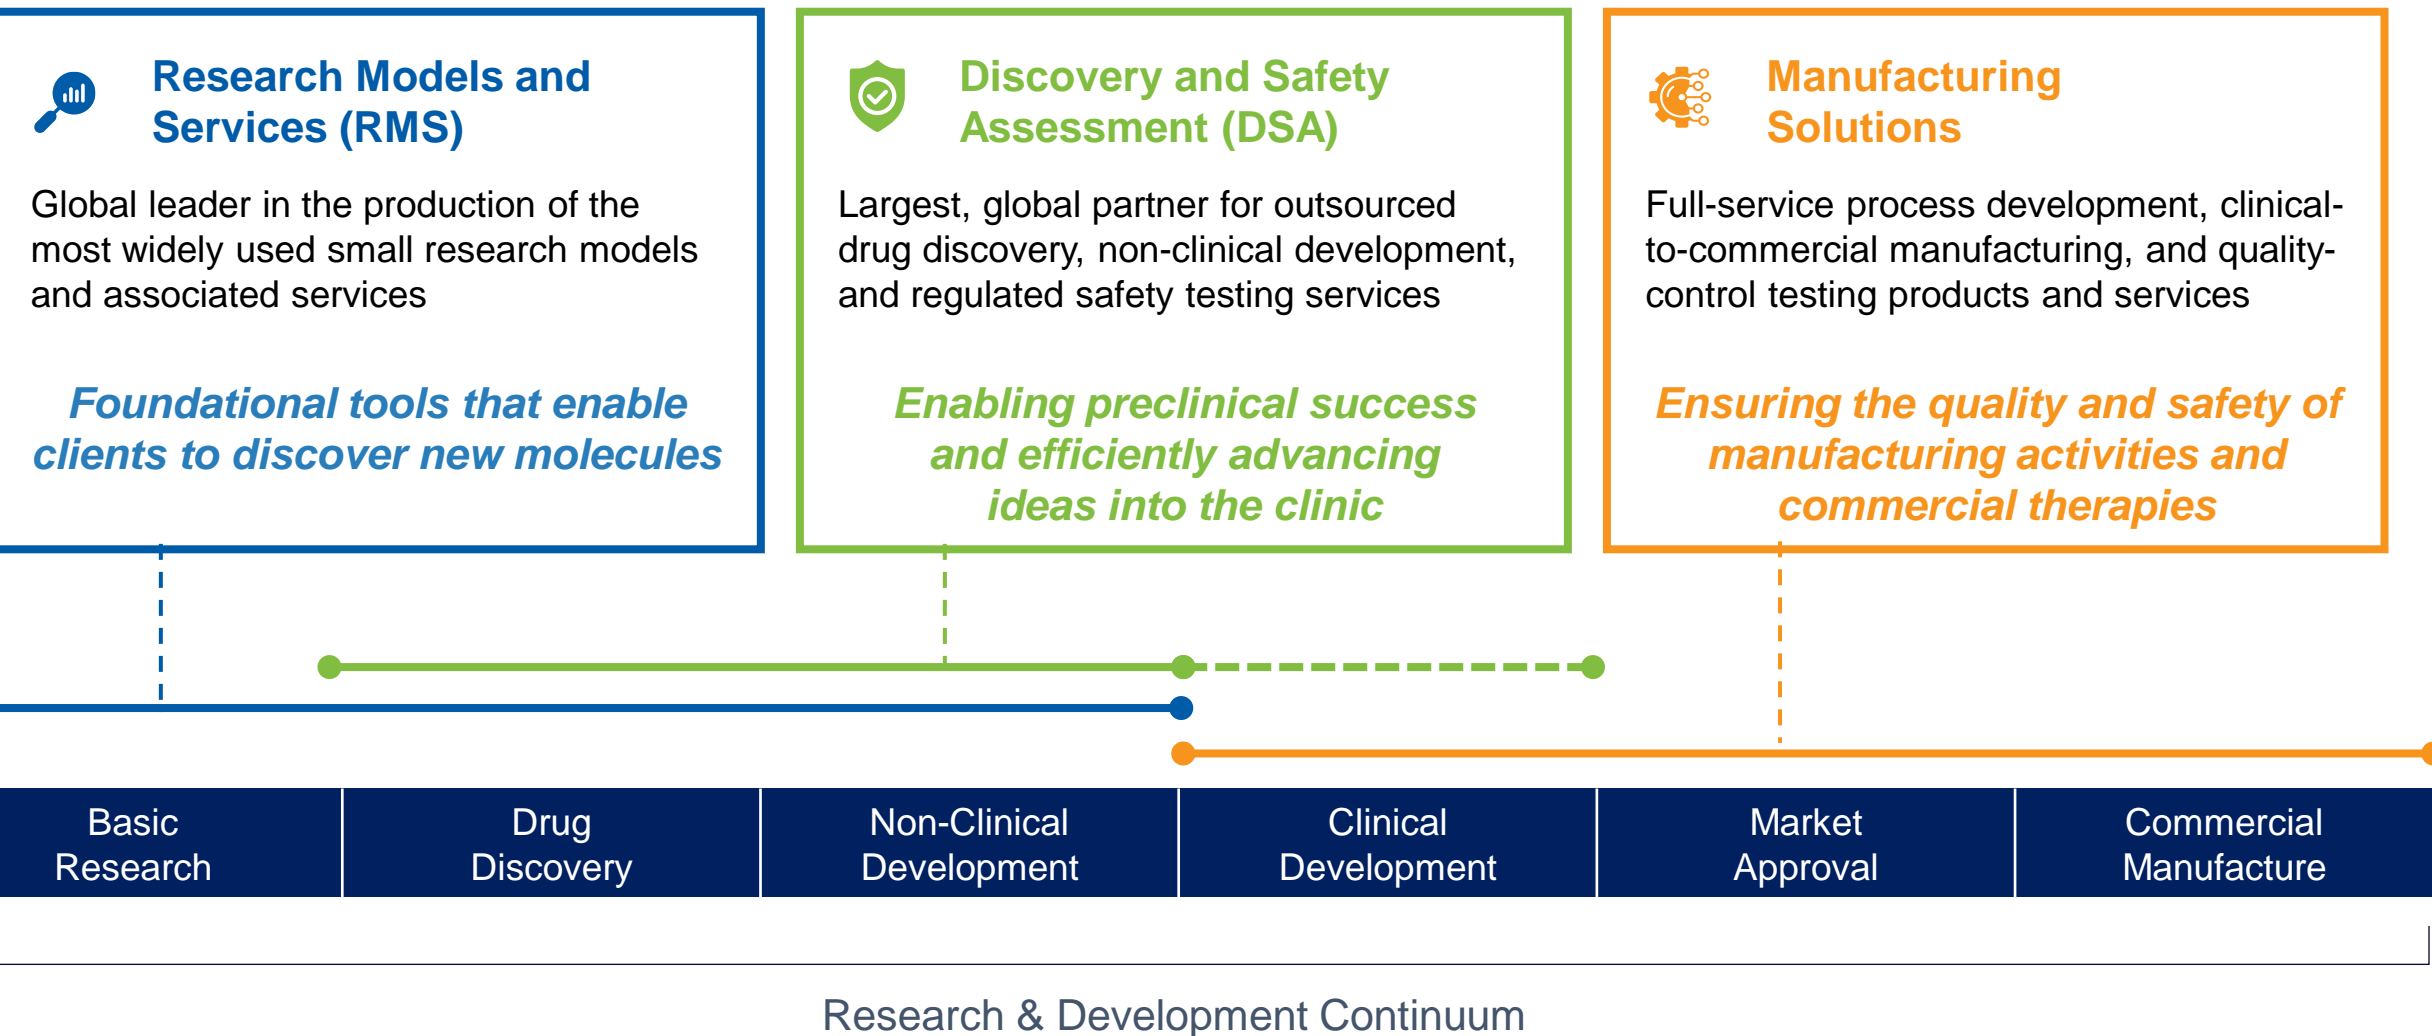 Research Models and
Services (RMS)
Global leader in the production of the
most widely used small research models
and associated services
Foundational tools that enable
clients to discover new molecules
Discovery and Safety
Assessment (DSA)
Largest, global partner for outsourced
drug discovery, non-clinical development,
and regulated safety testing services
Enabling preclinical success
and efficiently advancing
ideas into the clinic
Manufacturing
Solutions
Full-service process development, clinical-
to-commercial manufacturing, and quality-
control testing products and services
Ensuring the quality and safety of
manufacturing activities and
commercial therapies
Basic
Research
Drug
Discovery
Non-Clinical
Development
Clinical
Development
Market
Approval
Commercial
Manufacture
Research & Development Continuum